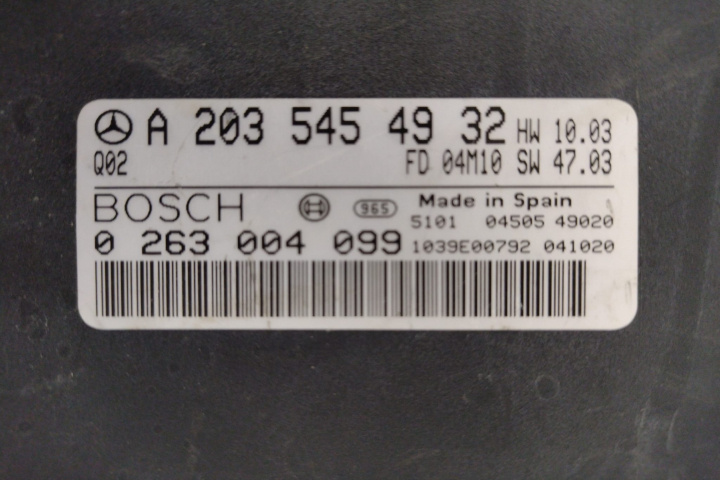 A 203 545 49 32 HW 10.03
Q02 FD 04M10 SW 47.03
BOSCH 965 Made in Spain
5101 04505 49020
0 263 004 099 1039E00792 041020